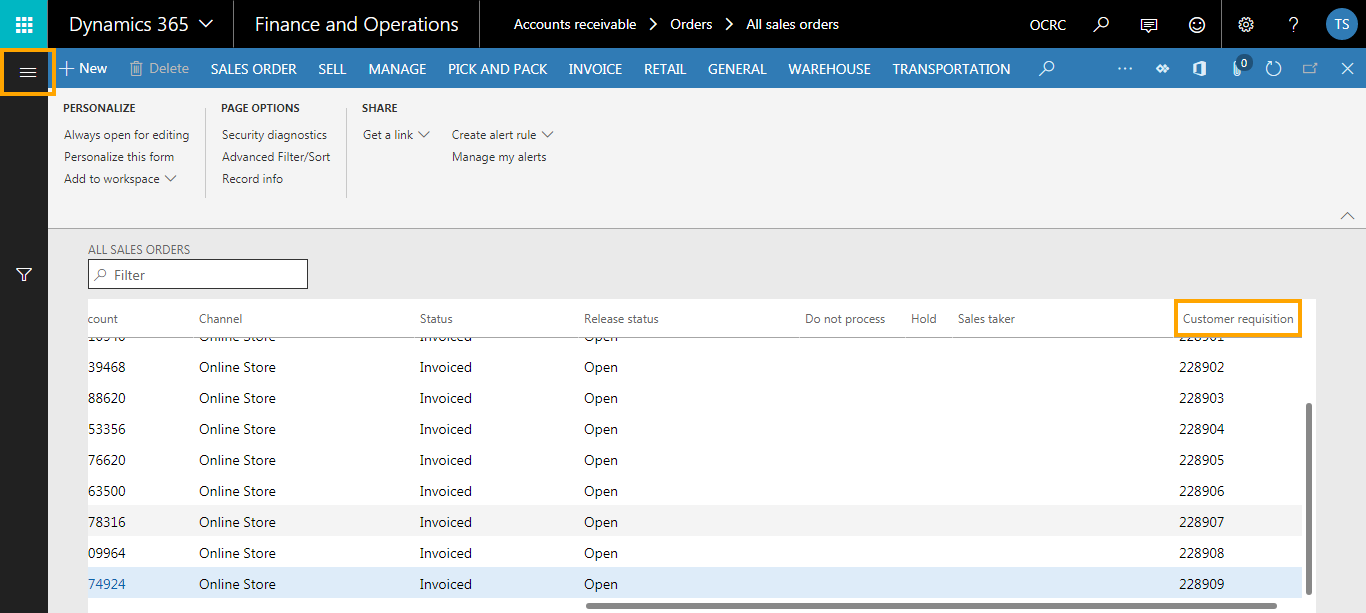 Dynamics 365 Finance and Operations Accounts receivable > Orders > All sales orders OCRC ? TS
+ New Delete SALES ORDER SELL MANAGE PICK AND PACK INVOICE RETAIL GENERAL WAREHOUSE TRANSPORTATION ... 0
PERSONALIZE PAGE OPTIONS SHARE
Always open for editing Security diagnostics Get a link Create alert rule
Personalize this form Advanced Filter/Sort Manage my alerts
Add to workspace Record info
ALL SALES ORDERS
Filter
count Channel Status Release status Do not process Hold Sales taker Customer requisition
Online Store Invoiced Open 228901
39468 Online Store Invoiced Open 228902
88620 Online Store Invoiced Open 228903
53356 Online Store Invoiced Open 228904
76620 Online Store Invoiced Open 228905
63500 Online Store Invoiced Open 228906
78316 Online Store Invoiced Open 228907
09964 Online Store Invoiced Open 228908
74924 Online Store Invoiced Open 228909